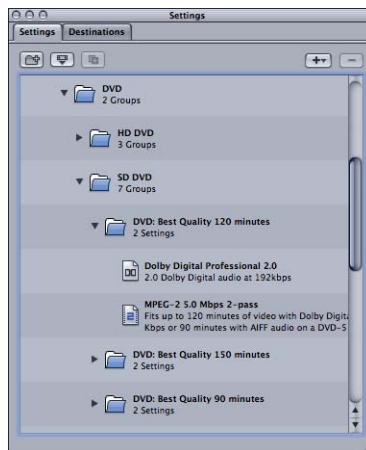 Settings
Settings
Destinations
DVD
2 Groups
HD DVD
3 Groups
SD DVD
7 Groups
DVD: Best Quality 120 minutes
2 Settings
Dolby Digital Professional 2.0
2.0 Dolby Digital audio at 192kbps
MPEG-2 5.0 Mbps 2-pass
Fits up to 120 minutes of video with Dolby Digita
Kbps or 90 minutes with AIFF audio on a DVD-5
DVD: Best Quality 150 minutes
2 Settings
DVD: Best Quality 90 minutes
2 Settings